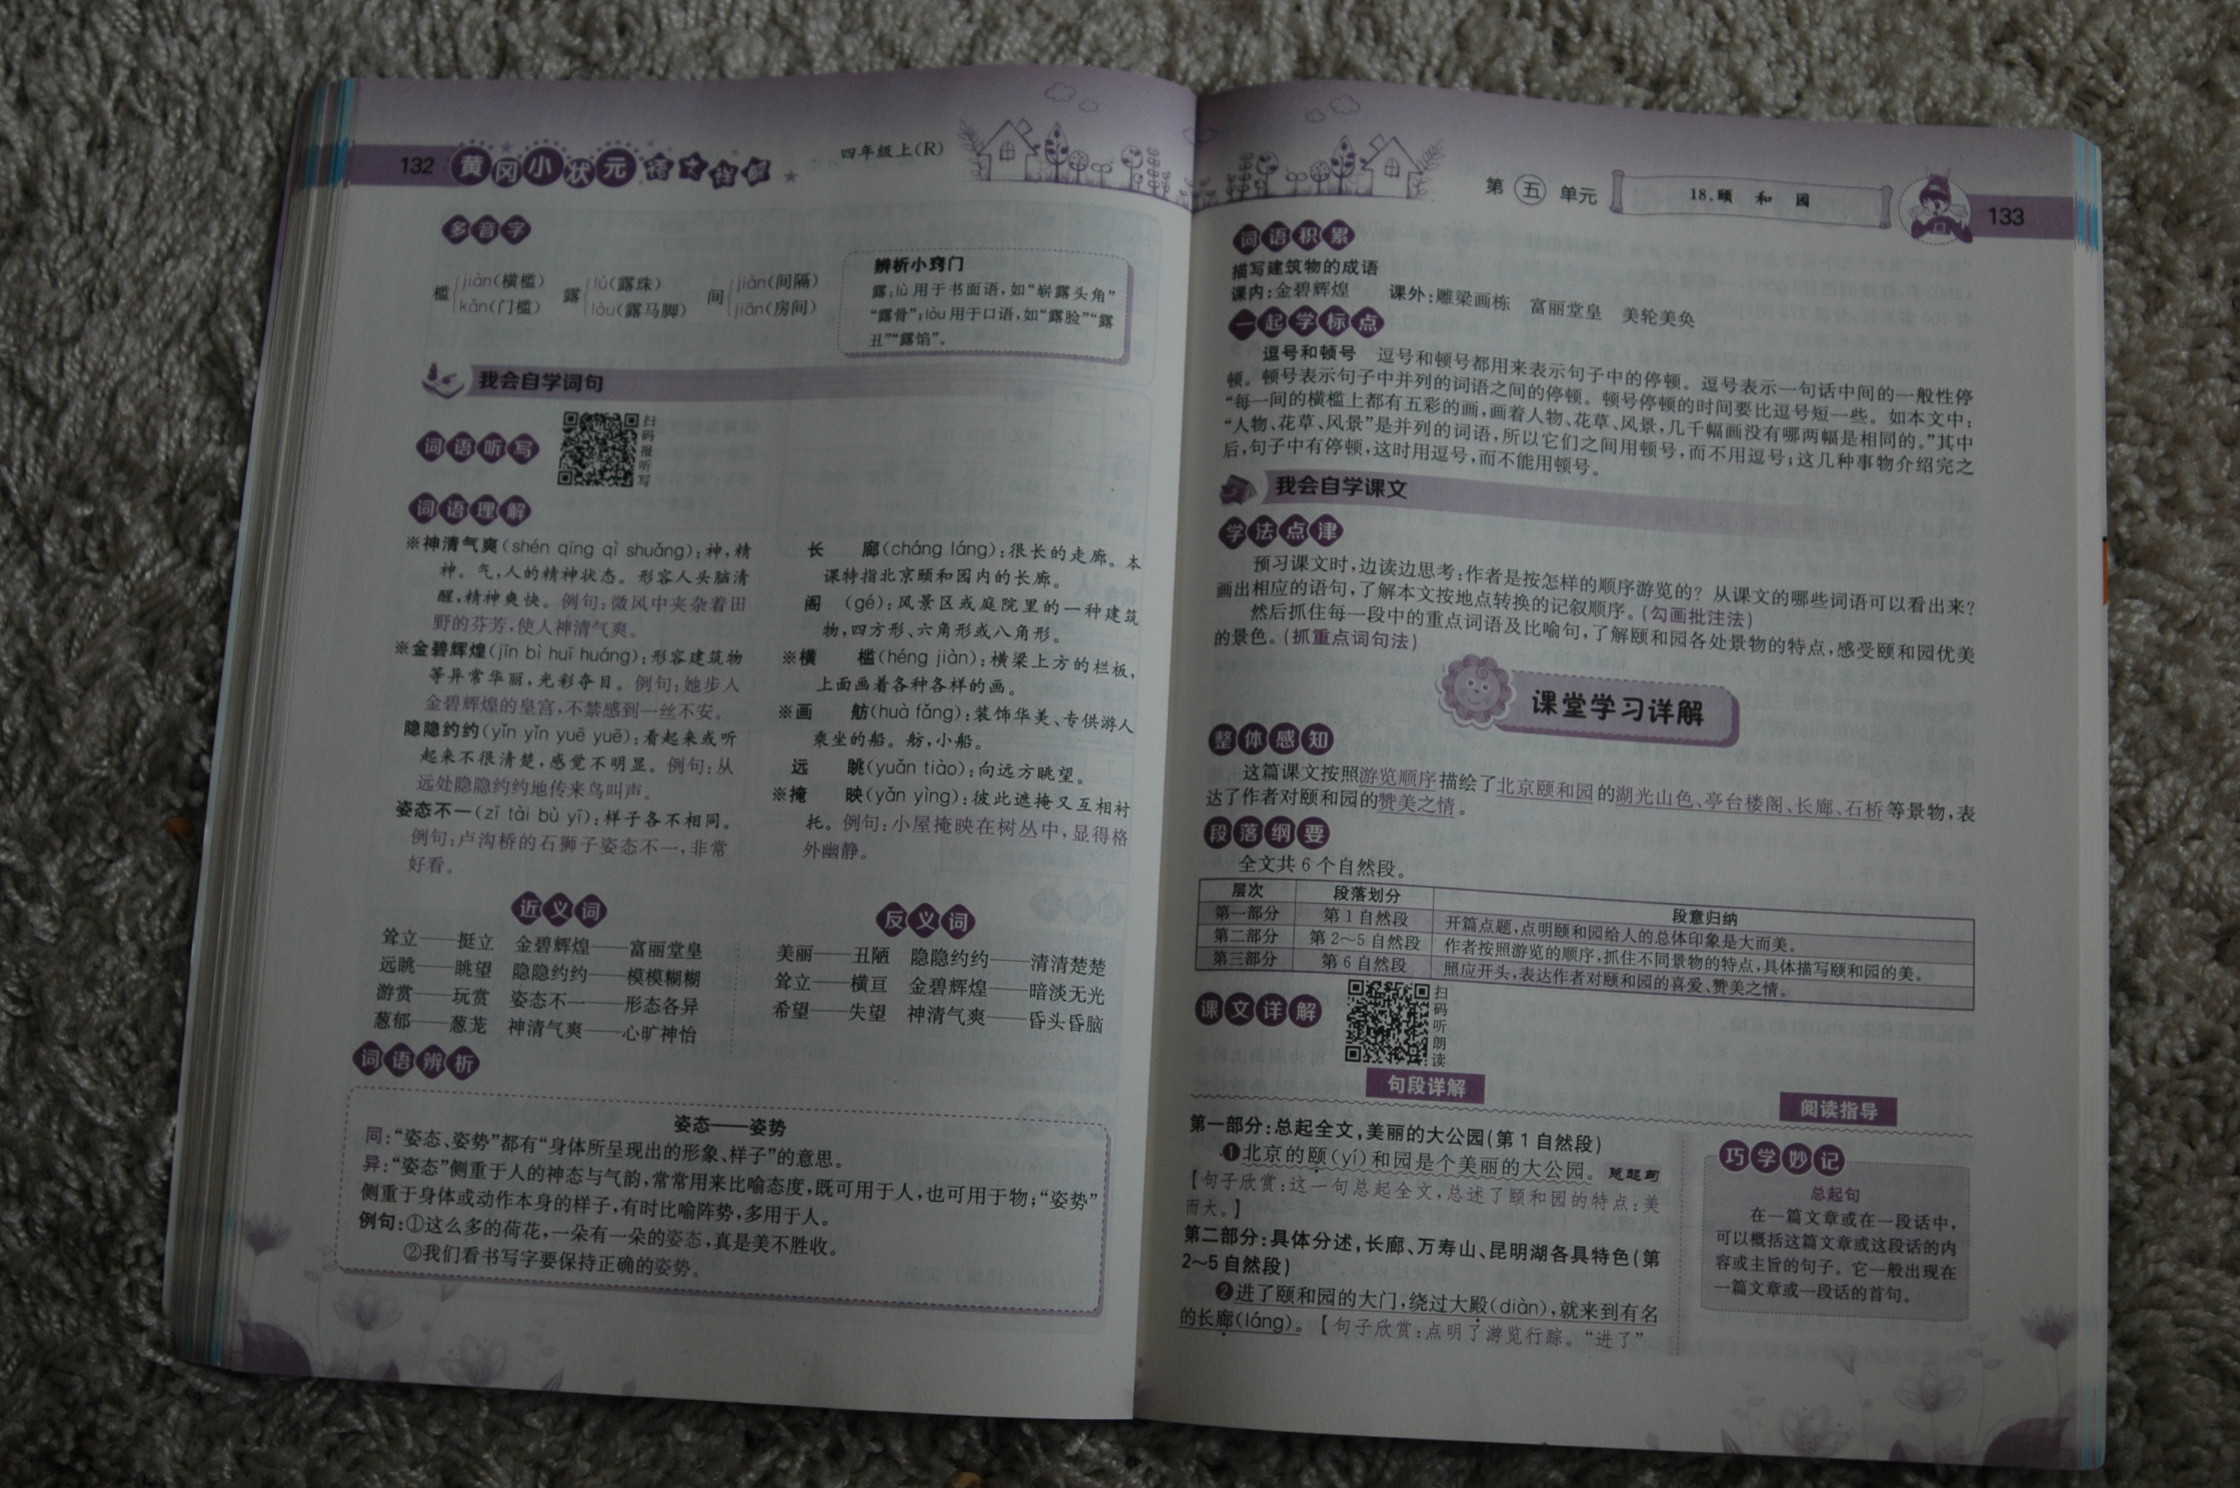 132 黄冈小状元 四年级上(R)
多音字
槛 jiàn(横槛) kǎn(门槛) 露 lù(露珠) lòu(露马脚) 间 jiàn(间隔) jiān(房间)
辨析小窍门
露:lù用于书面语,如“崭露头角”
“露骨”;lòu用于口语,如“露脸”“露
丑”“露馅”。
我会自学词句
词语听写
扫码报听写
词语理解
※神清气爽(shén qīng qì shuǎng):神,精
神。气,人的精神状态。形容人头脑清
醒,精神爽快。例句:微风中夹杂着田
野的芬芳,使人神清气爽。
※金碧辉煌(jīn bì huī huáng):形容建筑物
等异常华丽,光彩夺目。例句:她步入
金碧辉煌的皇宫,不禁感到一丝不安。
隐隐约约(yǐn yǐn yuē yuē):看起来或听
起来不很清楚,感觉不明显。例句:从
远处隐隐约约地传来鸟叫声。
姿态不一(zī tài bù yī):样子各不相同。
例句:卢沟桥的石狮子姿态不一,非常
好看。
长 廊(cháng láng):很长的走廊。本
课特指北京颐和园内的长廊。
阁(gé):风景区或庭院里的一种建筑
物,四方形、六角形或八角形。
※横 槛(héng jiàn):横梁上方的栏板,
上面画着各种各样的画。
※画 舫(huà fǎng):装饰华美、专供游人
乘坐的船。舫,小船。
远 眺(yuǎn tiào):向远方眺望。
※掩 映(yǎn yìng):彼此遮掩又互相衬
托。例句:小屋掩映在树丛中,显得格
外幽静。
近义词
耸立——挺立 金碧辉煌——富丽堂皇
远眺——眺望 隐隐约约——模模糊糊
游赏——玩赏 姿态不一——形态各异
葱郁——葱茏 神清气爽——心旷神怡
反义词
美丽——丑陋 隐隐约约——清清楚楚
耸立——横亘 金碧辉煌——暗淡无光
希望——失望 神清气爽——昏头昏脑
词语辨析
姿态——姿势
同:“姿态、姿势”都有“身体所呈现出的形象、样子”的意思。
异:“姿态”侧重于人的神态与气韵,常常用来比喻态度,既可用于人,也可用于物;“姿势”
侧重于身体或动作本身的样子,有时比喻阵势,多用于人。
例句:①这么多的荷花,一朵有一朵的姿态,真是美不胜收。
②我们看书写字要保持正确的姿势。
第五单元 18.颐和园 133
词语积累
描写建筑物的成语
课内:金碧辉煌 课外:雕梁画栋 富丽堂皇 美轮美奂
一起学标点
逗号和顿号 逗号和顿号都用来表示句子中的停顿。逗号表示一句话中间的一般性停
顿。顿号表示句子中并列的词语之间的停顿。顿号停顿的时间要比逗号短一些。如本文中:
“每一间的横槛上都有五彩的画,画着人物、花草、风景,几千幅画没有哪两幅是相同的。”其中
“人物、花草、风景”是并列的词语,所以它们之间用顿号,而不用逗号;这几种事物介绍完之
后,句子中有停顿,这时用逗号,而不能用顿号。
我会自学课文
学法点津
预习课文时,边读边思考:作者是按怎样的顺序游览的?从课文的哪些词语可以看出来?
画出相应的语句,了解本文按地点转换的记叙顺序。(勾画批注法)
然后抓住每一段中的重点词语及比喻句,了解颐和园各处景物的特点,感受颐和园优美
的景色。(抓重点词句法)
课堂学习详解
整体感知
这篇课文按照游览顺序描绘了北京颐和园的湖光山色、亭台楼阁、长廊、石桥等景物,表
达了作者对颐和园的赞美之情。
段落纲要
全文共6个自然段。
层次 段落划分 段意归纳
第一部分 第1自然段 开篇点题,点明颐和园给人的总体印象是大而美。
第二部分 第2~5自然段 作者按照游览的顺序,抓住不同景物的特点,具体描写颐和园的美。
第三部分 第6自然段 照应开头,表达作者对颐和园的喜爱、赞美之情。
课文详解
扫码听朗读
句段详解
阅读指导
第一部分:总起全文,美丽的大公园(第1自然段)
❶北京的颐(yí)和园是个美丽的大公园。总起句
[句子欣赏:这一句总起全文,总述了颐和园的特点:美
而大。]
第二部分:具体分述,长廊、万寿山、昆明湖各具特色(第
2~5自然段)
❷进了颐和园的大门,绕过大殿(diàn),就来到有名
的长廊(láng)。[句子欣赏:点明了游览行踪。“进了”
巧学妙记
总起句
在一篇文章或在一段话中,
可以概括这篇文章或这段话的内
容或主旨的句子。它一般出现在
一篇文章或一段话的首句。